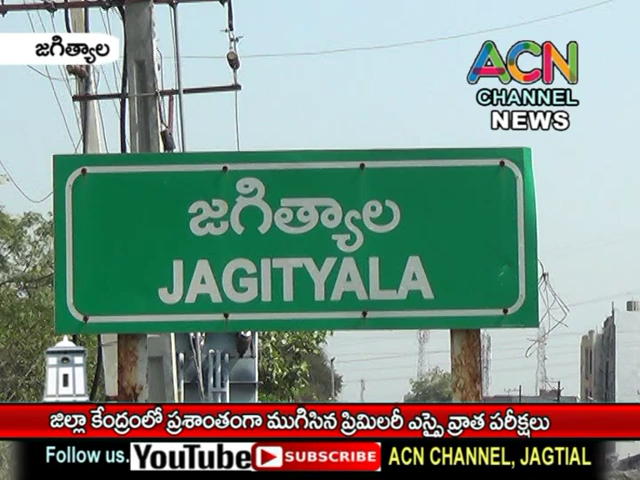 జగిత్యాల
ACN
CHANNEL
NEWS
జగిత్యాల
JAGITYALA
జిల్లా కేంద్రంలో ప్రశాంతంగా ముగిసిన ప్రిమిలరీ ఎస్సై వ్రాత పరీక్షలు
Follow us. YouTube SUBSCRIBE ACN CHANNEL, JAGTIAL